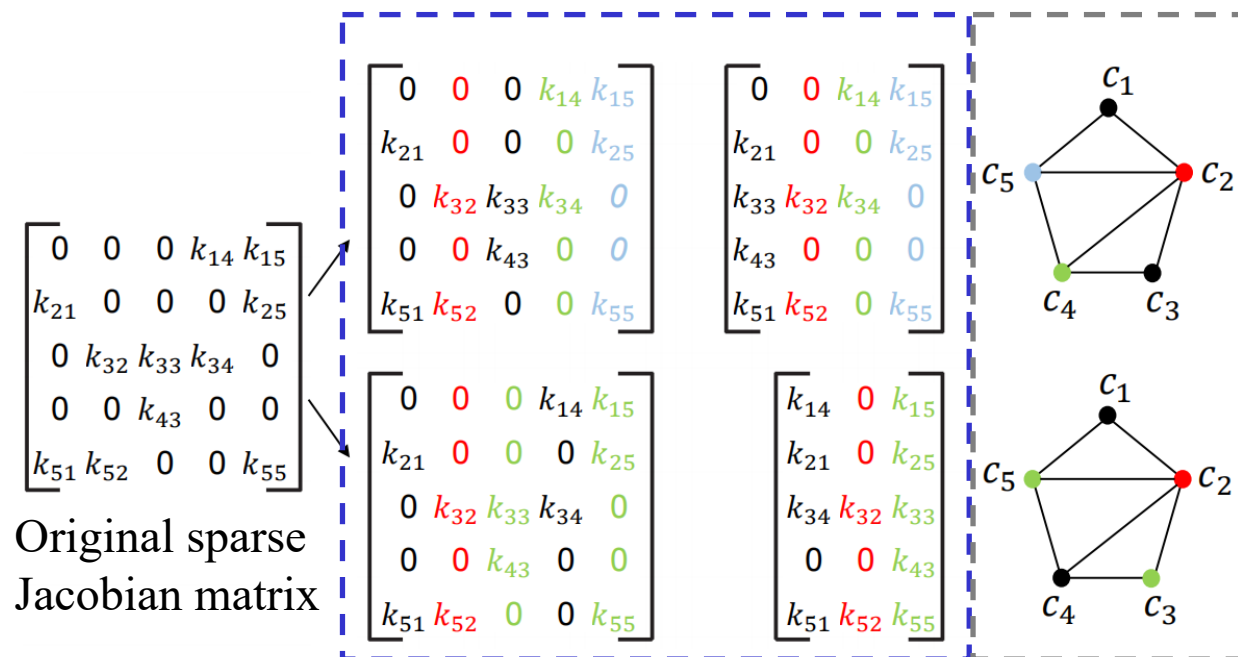 0 0 0 k₁₄ k₁₅
k₂₁ 0 0 0 k₂₅
0 k₃₂ k₃₃ k₃₄ 0
0 0 k₄₃ 0 0
k₅₁ k₅₂ 0 0 k₅₅
Original sparse
Jacobian matrix
0 0 0 k₁₄ k₁₅
k₂₁ 0 0 0 k₂₅
0 k₃₂ k₃₃ k₃₄ 0
0 0 k₄₃ 0 0
k₅₁ k₅₂ 0 0 k₅₅
0 0 k₁₄ k₁₅
k₂₁ 0 0 k₂₅
k₃₃ k₃₂ k₃₄ 0
k₄₃ 0 0 0
k₅₁ k₅₂ 0 k₅₅
c₁
c₅ c₂
c₄ c₃
0 0 0 k₁₄ k₁₅
k₂₁ 0 0 0 k₂₅
0 k₃₂ k₃₃ k₃₄ 0
0 0 k₄₃ 0 0
k₅₁ k₅₂ 0 0 k₅₅
k₁₄ 0 k₁₅
k₂₁ 0 k₂₅
k₃₄ k₃₂ k₃₃
0 0 k₄₃
k₅₁ k₅₂ k₅₅
c₁
c₅ c₂
c₄ c₃